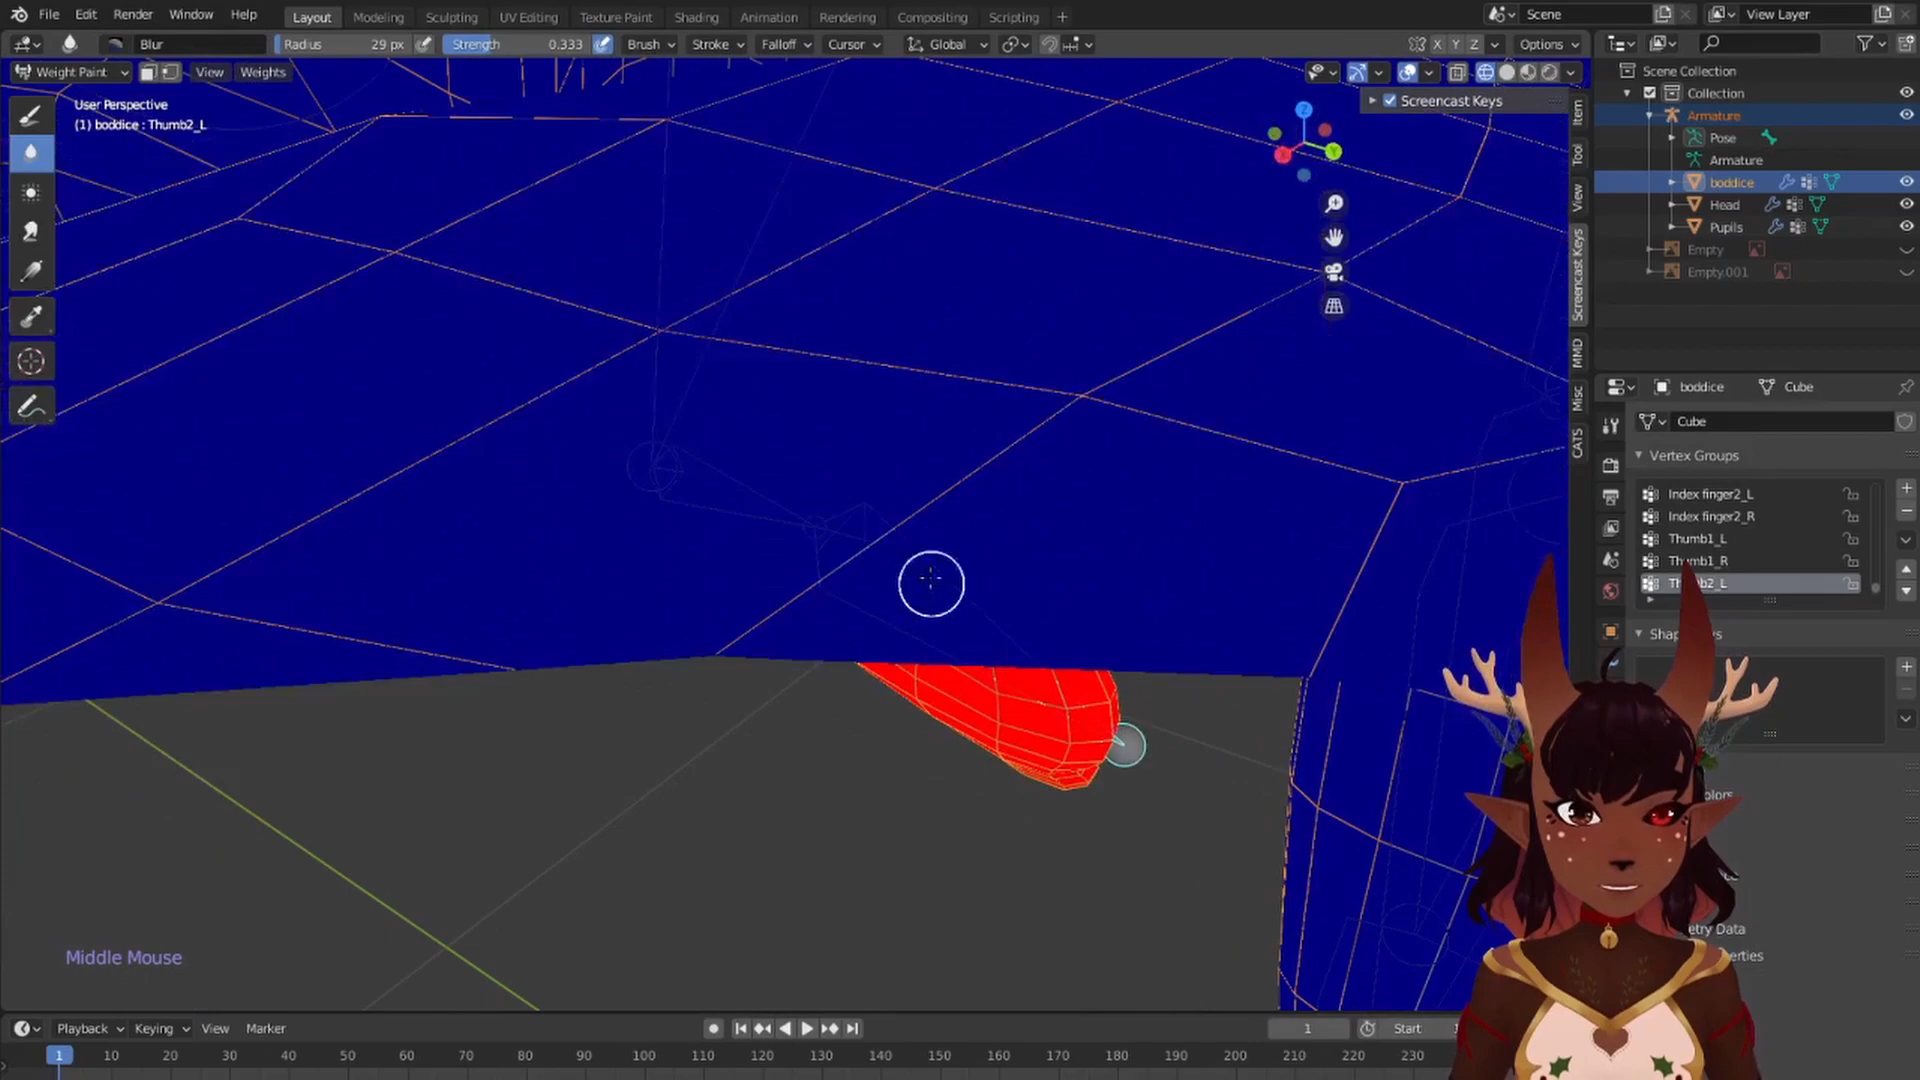 File Edit Render Window Help
Layout Modeling Sculpting UV Editing Texture Paint Shading Animation Rendering Compositing Scripting +
Scene
View Layer
Blur
Radius 29 px
Strength 0.333
Brush Stroke Falloff Cursor
Global
X Y Z
Options
Weight Paint
View Weights
User Perspective
(1) boddice : Thumb2_L
Screencast Keys
Z
X
Y
Item
Tool
View
Screencast Keys
MMD
Misc
CATS
Scene Collection
Collection
Armature
Pose
Armature
boddice
Head
Pupils
Empty
Empty.001
boddice
Cube
Cube
Vertex Groups
Index finger2_L
Index finger2_R
Thumb1_L
Thumb1_R
Thumb2_L
Middle Mouse
Playback Keying View Marker
1
Start
1 10 20 30 40 50 60 70 80 90 100 110 120 130 140 150 160 170 180 190 200 210 220 230